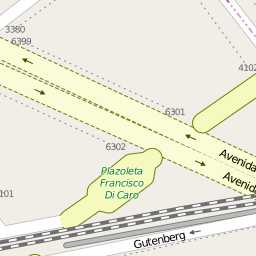 3380
6399
4102
6301
6302
Plazoleta
Francisco
Di Caro
Avenida
Avenida
101
Gutenberg